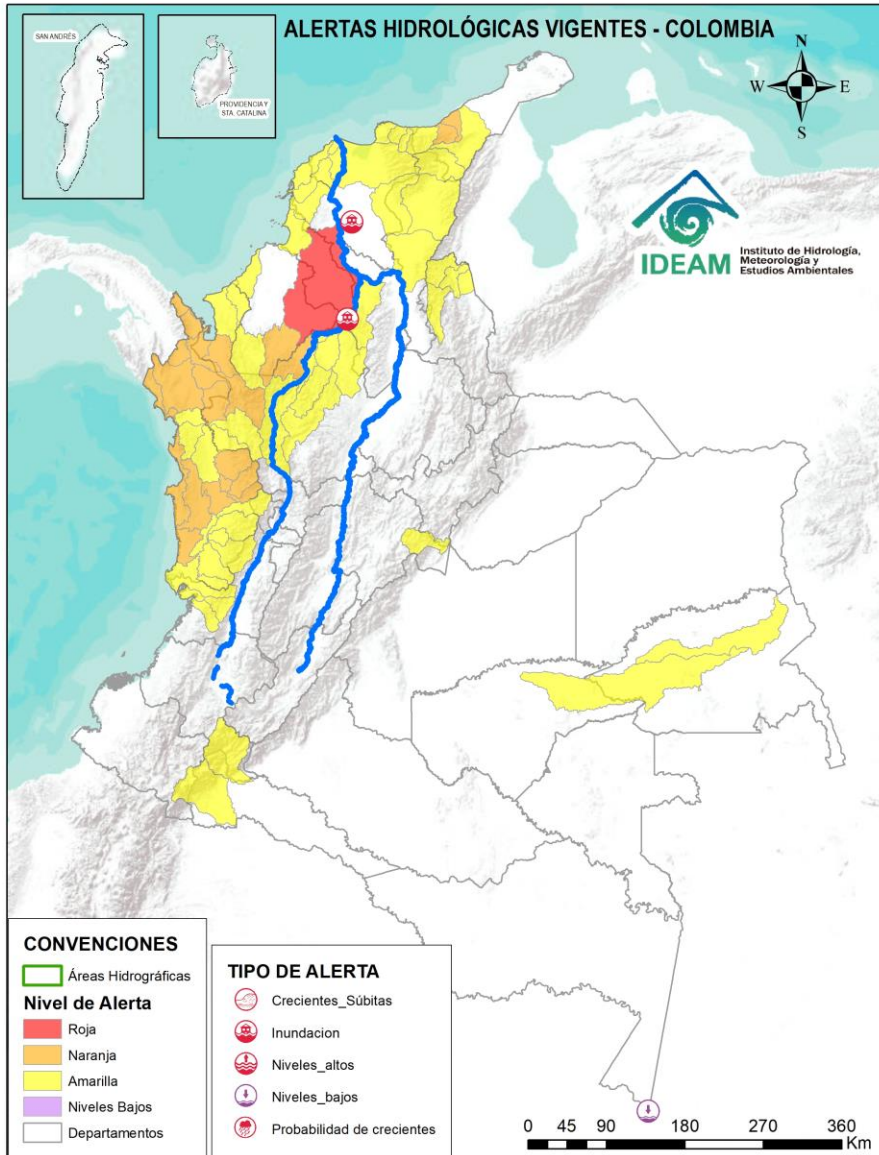 ALERTAS HIDROLÓGICAS VIGENTES - COLOMBIA
SAN ANDRÉS
PROVIDENCIA Y
STA. CATALINA
N
W
E
S
IDEAM
Instituto de Hidrología,
Meteorología y
Estudios Ambientales
CONVENCIONES
Áreas Hidrográficas
Nivel de Alerta
Roja
Naranja
Amarilla
Niveles Bajos
Departamentos
TIPO DE ALERTA
Crecientes_Súbitas
Inundacion
Niveles_altos
Niveles_bajos
Probabilidad de crecientes
0 45 90 180 270 360
Km